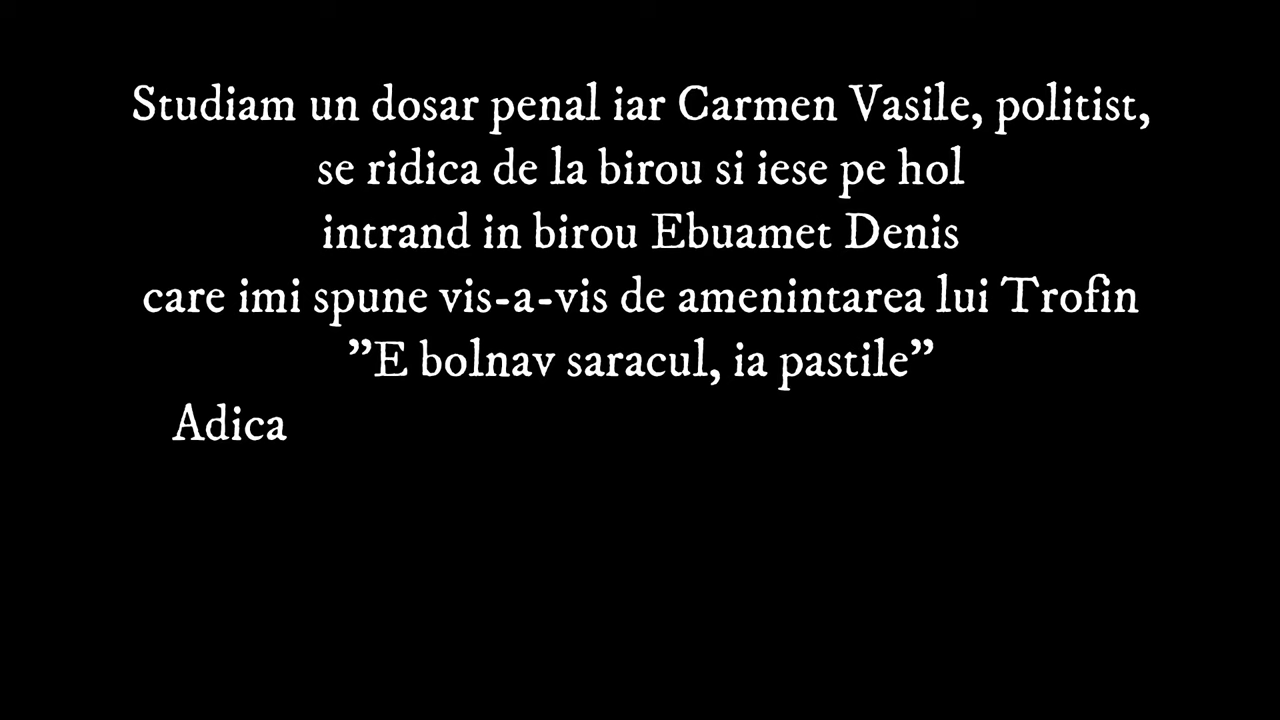 Studiam un dosar penal iar Carmen Vasile, politist,
se ridica de la birou si iese pe hol
intrand in birou Ebuamet Denis
care imi spune vis-a-vis de amenintarea lui Trofin
”E bolnav saracul, ia pastile”
Adica